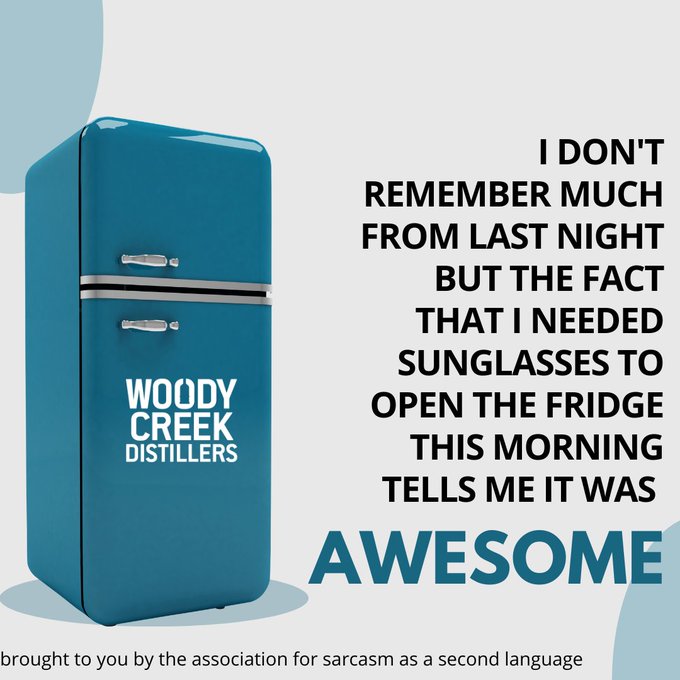 I DON'T
REMEMBER MUCH
FROM LAST NIGHT
BUT THE FACT
THAT I NEEDED
SUNGLASSES TO
OPEN THE FRIDGE
THIS MORNING
TELLS ME IT WAS
AWESOME
WOODY
CREEK
DISTILLERS
brought to you by the association for sarcasm as a second language